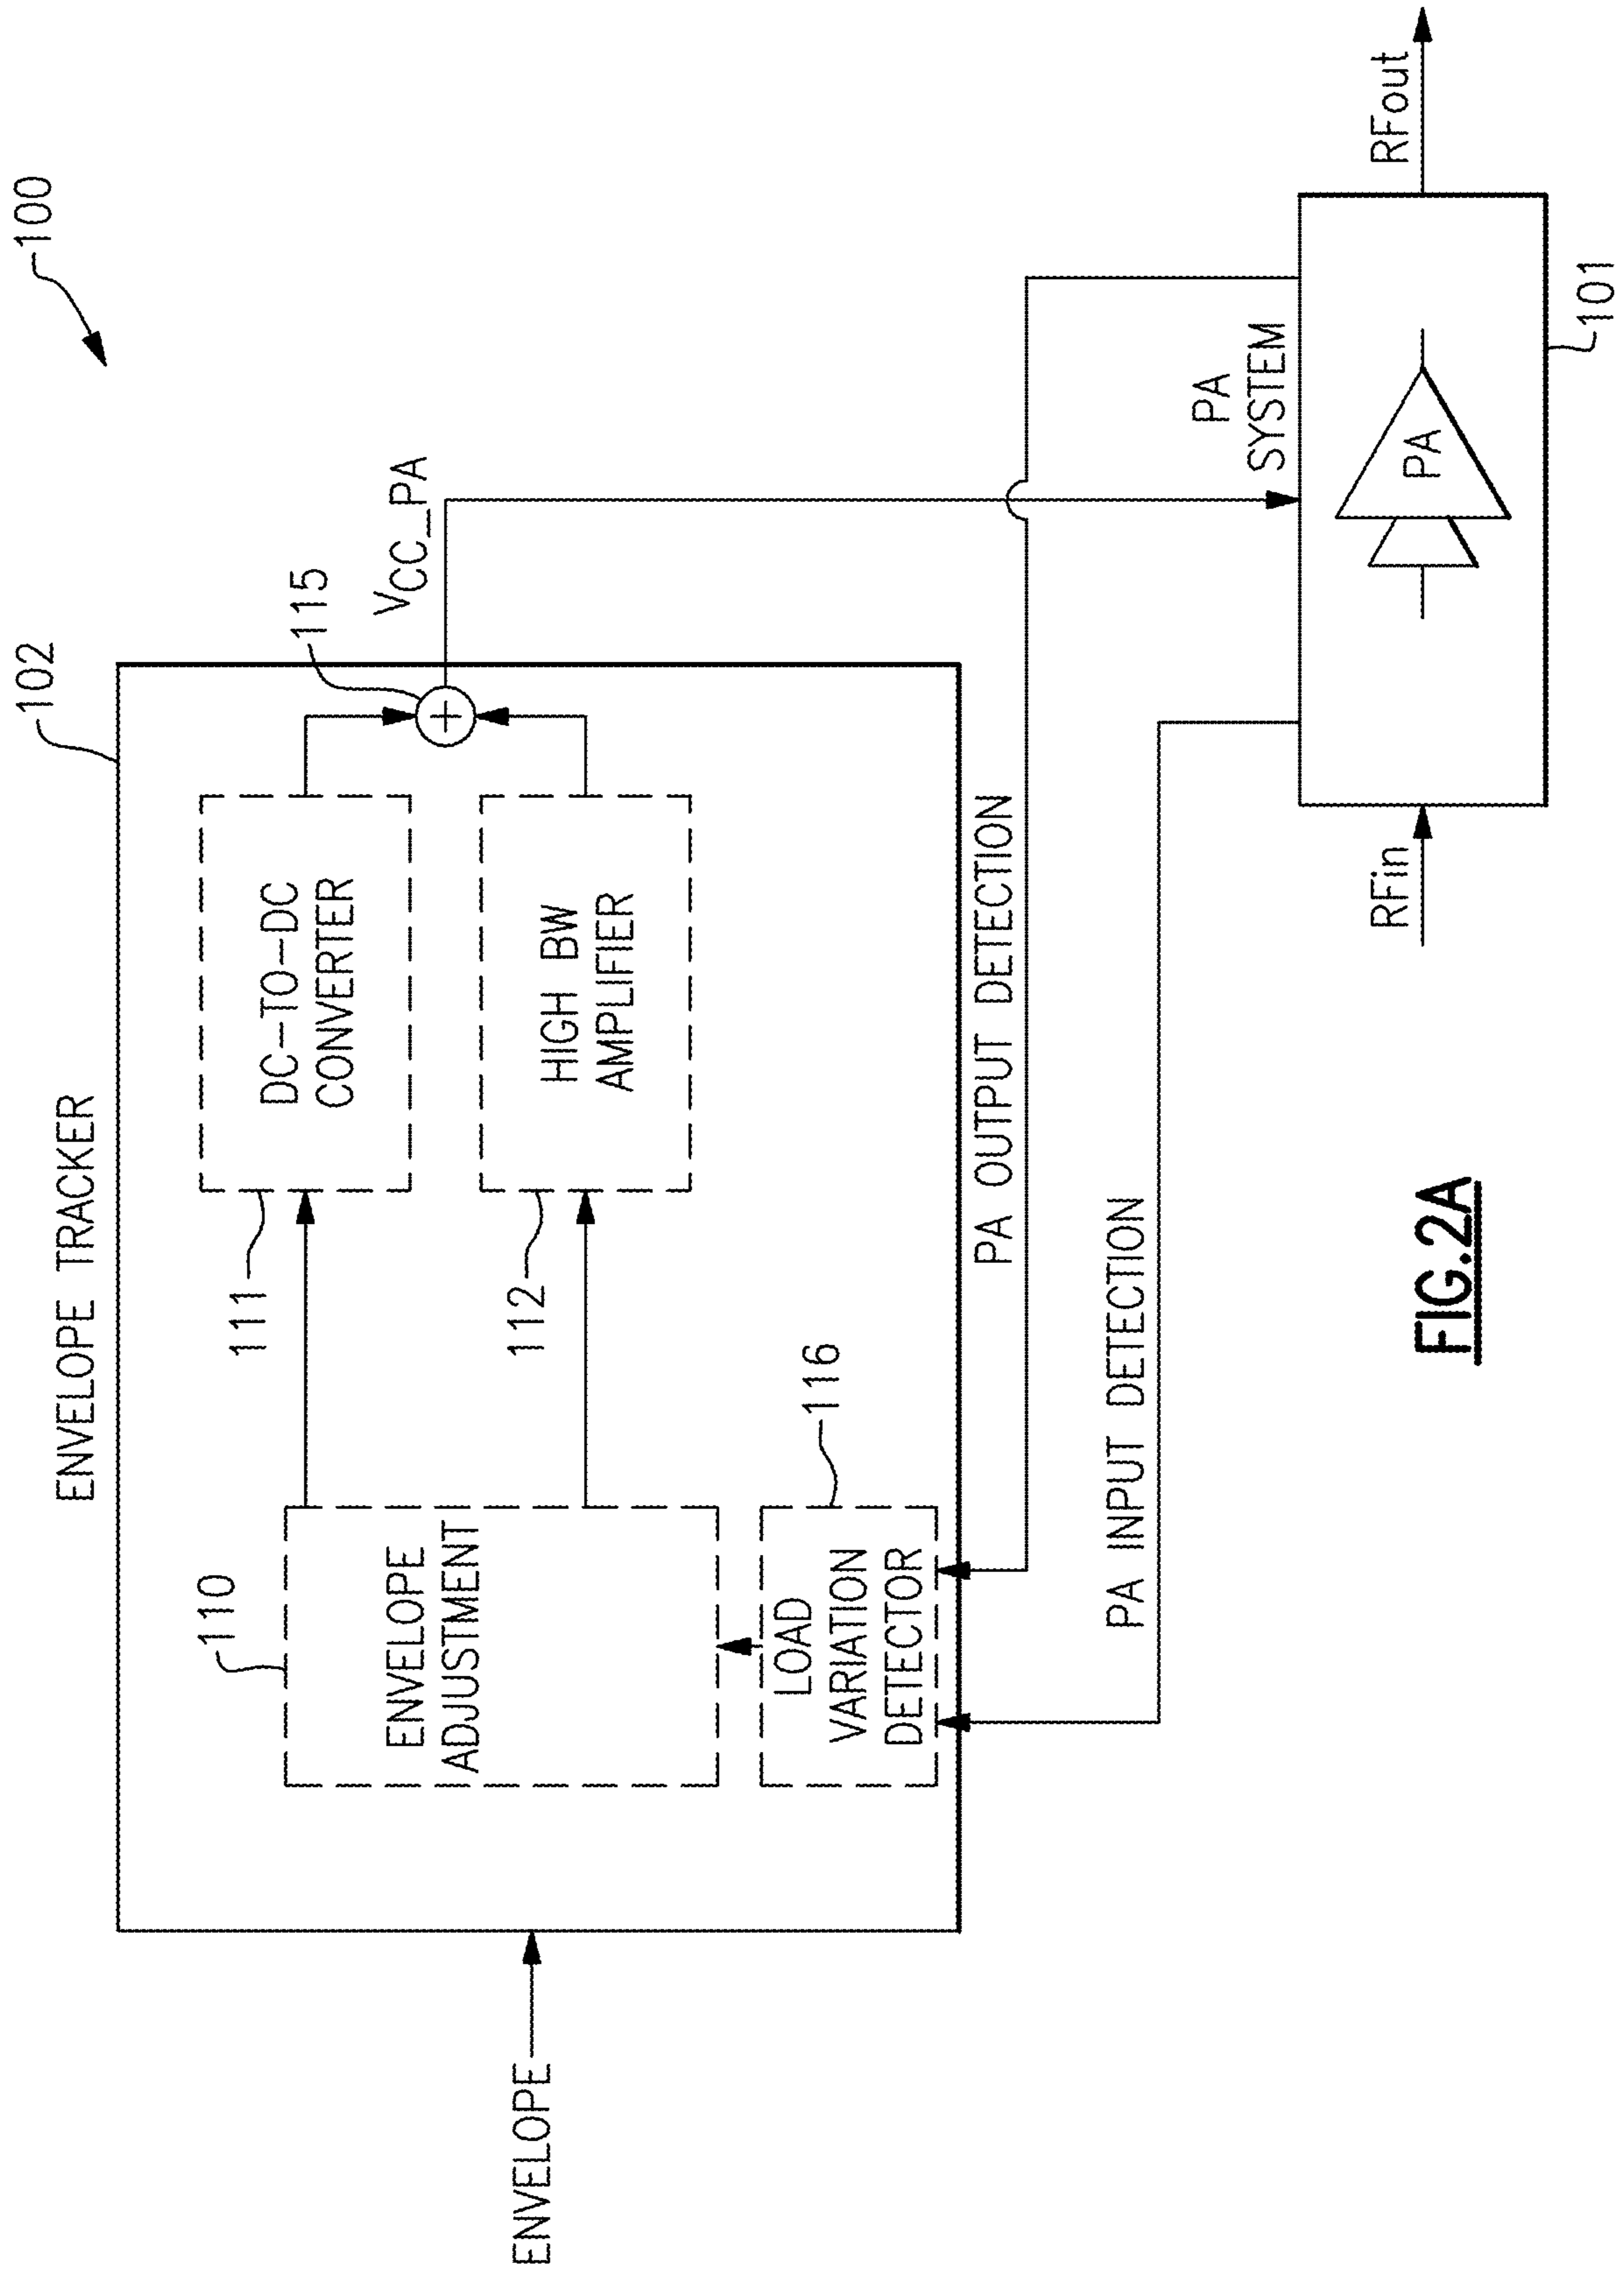 100
102
ENVELOPE TRACKER
110
ENVELOPE
ADJUSTMENT
111
DC-TO-DC
CONVERTER
112
HIGH BW
AMPLIFIER
115
VCC_PA
ENVELOPE
LOAD
VARIATION
DETECTOR
116
PA OUTPUT DETECTION
PA INPUT DETECTION
PA
SYSTEM
RFin
PA
RFout
101
FIG.2A